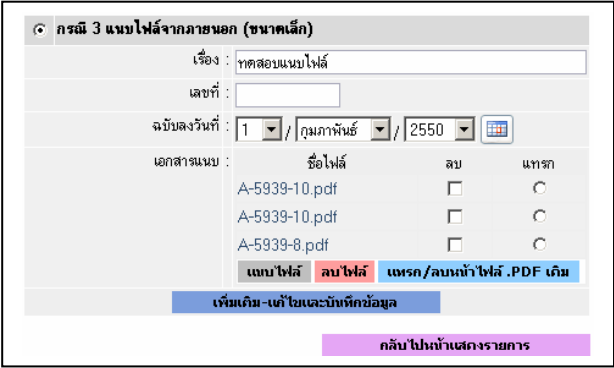 กรณี 3 แนบไฟล์จากภายนอก (ขนาดเล็ก)
เรื่อง : ทดสอบแนบไฟล์
เลขที่ :
ฉบับลงวันที่ : 1 / กุมภาพันธ์ / 2550
เอกสารแนบ : ชื่อไฟล์ ลบ แทรก
A-5939-10.pdf
A-5939-10.pdf
A-5939-8.pdf
แนบไฟล์ ลบไฟล์ แทรก/ลบหน้าไฟล์ .PDF เดิม
เพิ่มเติม-แก้ไขและบันทึกข้อมูล
กลับไปหน้าแสดงรายการ